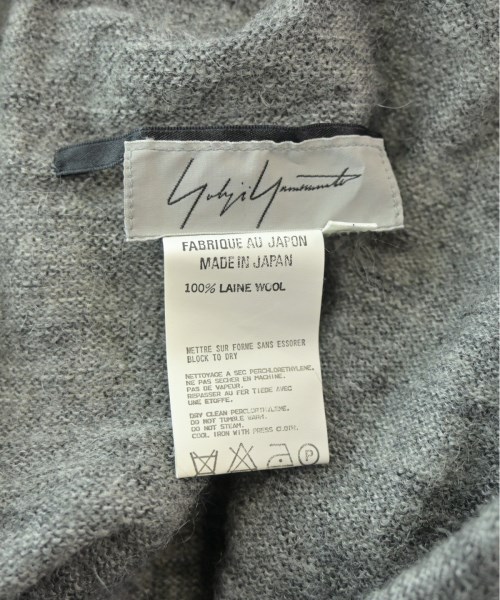 Yohji Yamamoto
FABRIQUE AU JAPON
MADE IN JAPAN
100% LAINE WOOL
METTRE SUR FORME SANS ESSORER
BLOCK TO DRY
NETTOYAGE A SEC PERCHLORETHYLENE.
NE PAS SECHER EN MACHINE.
PAS DE VAPEUR.
REPASSER AU FER TIEDE AVEC
UNE ETOFFE.
DRY CLEAN
DO NOT TUMBLE WARM.
DO NOT STEAM.
COOL IRON WITH PRESS CLOTH.
P